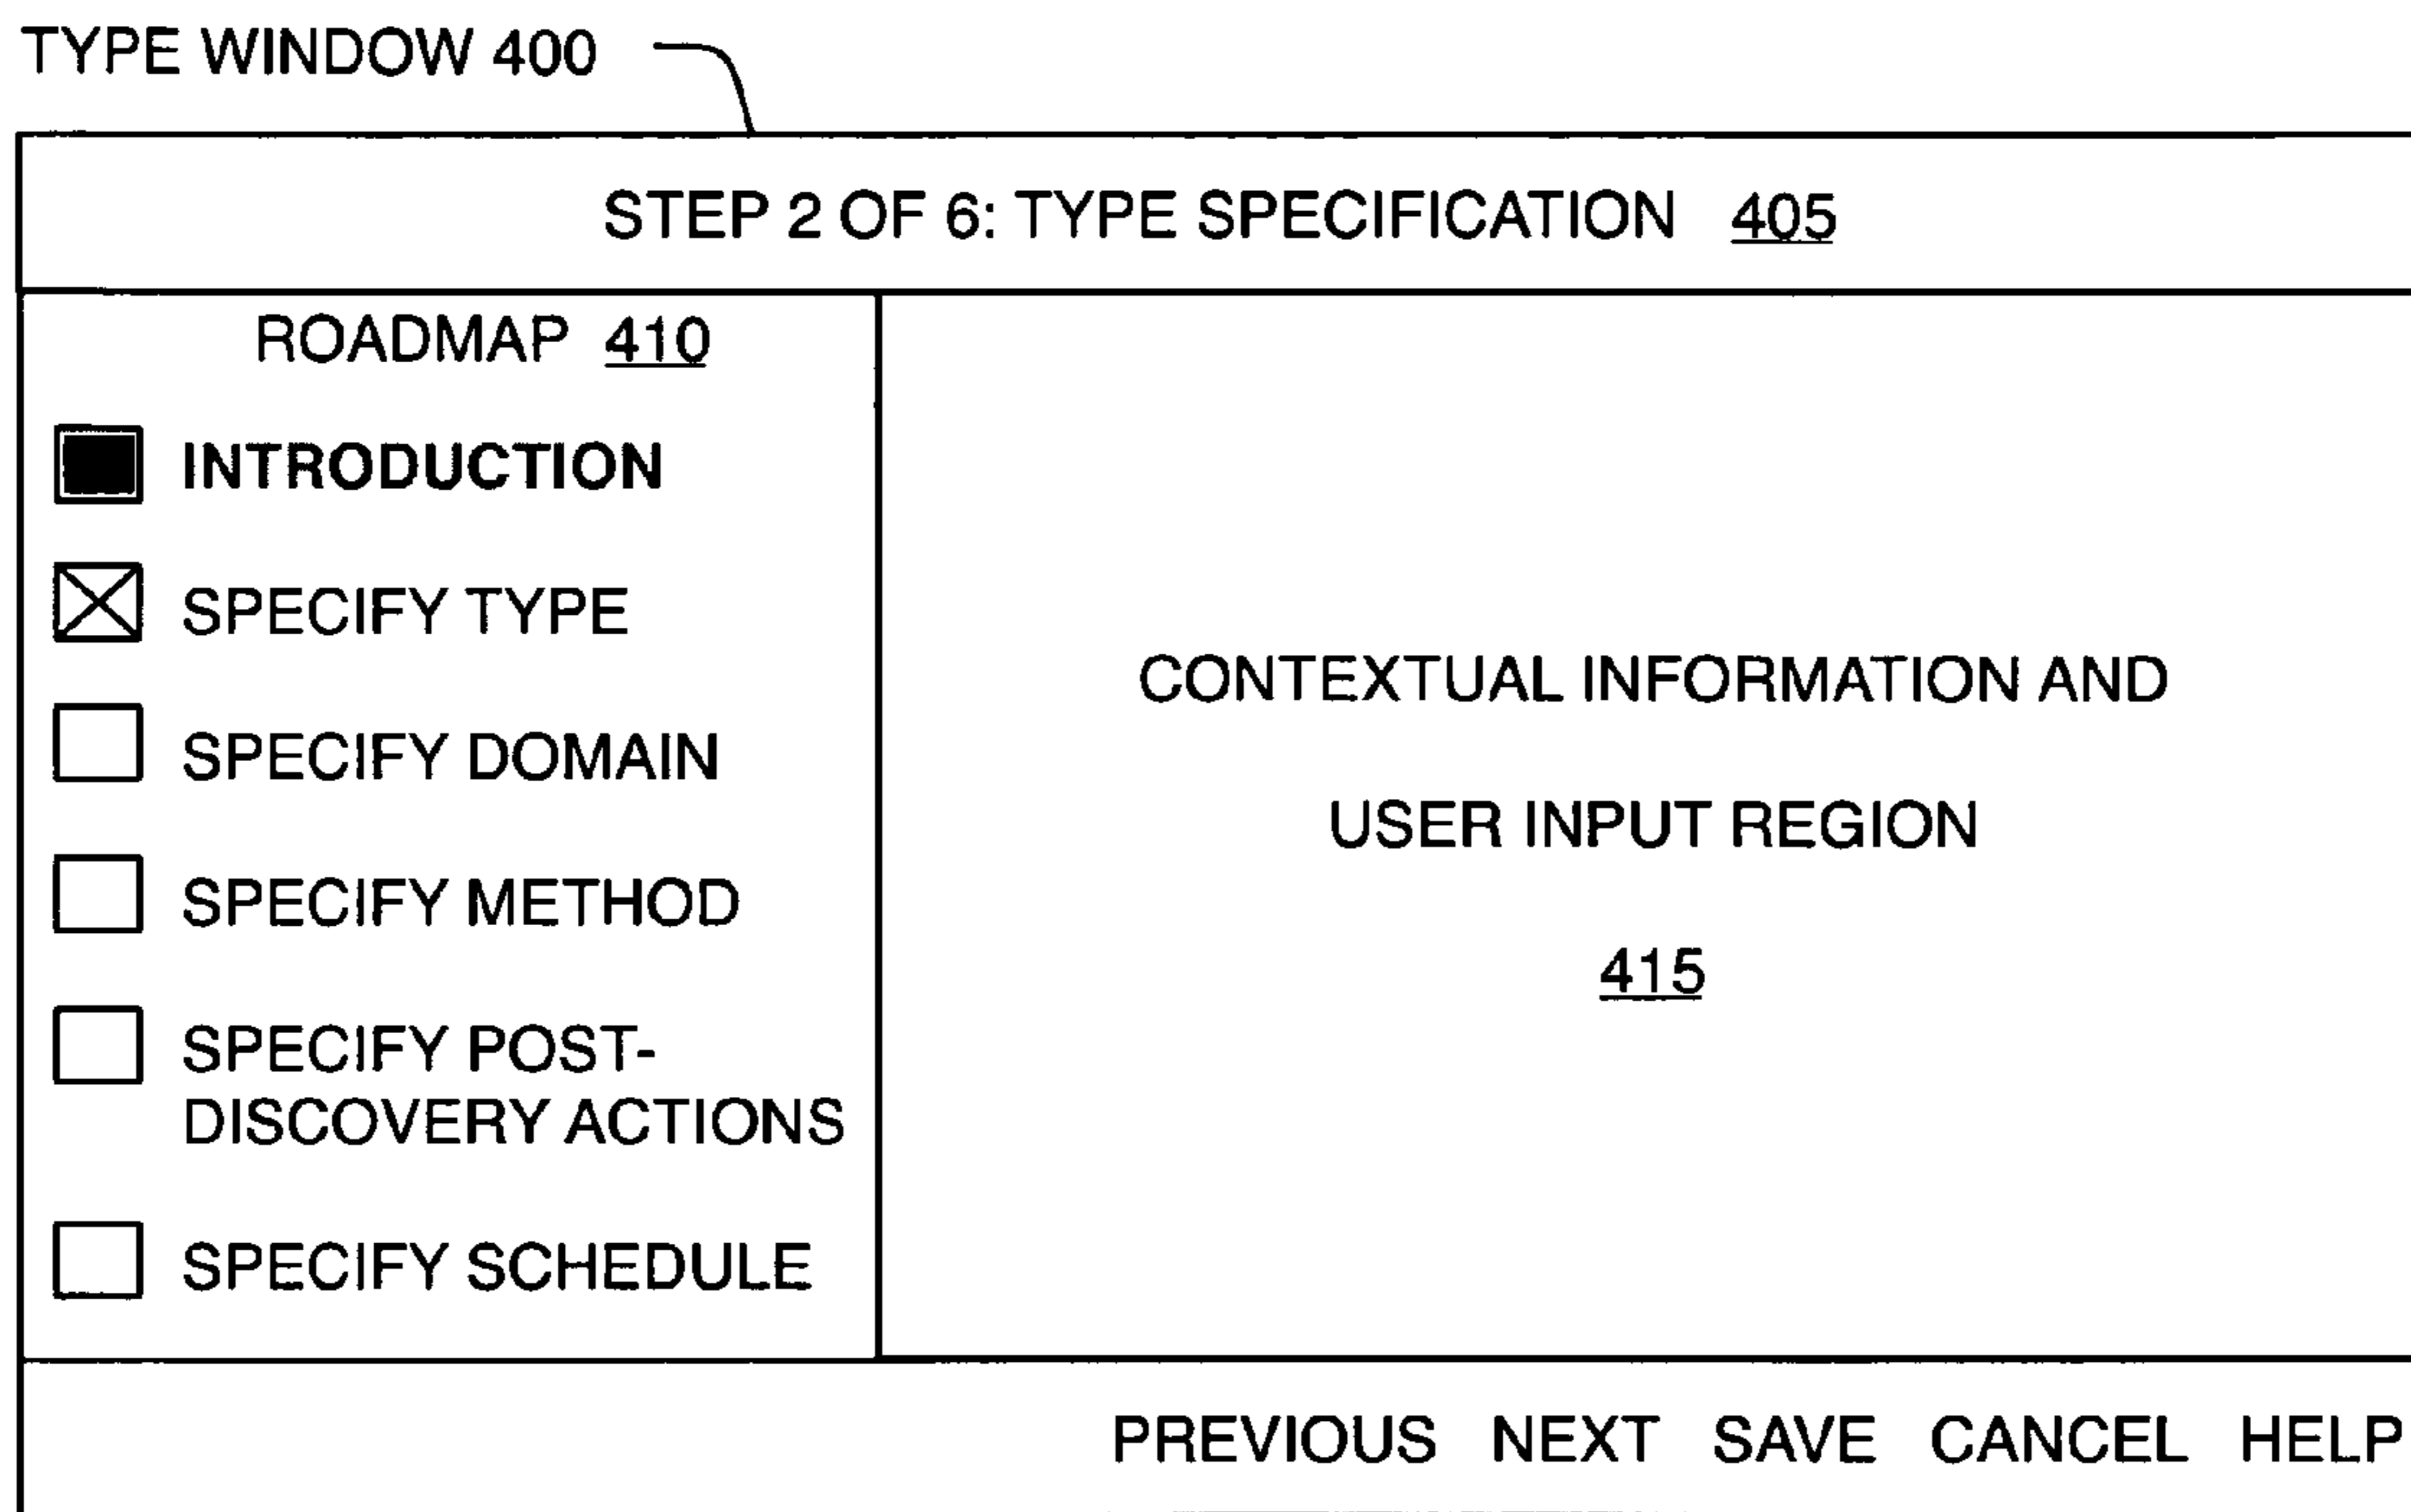 TYPE WINDOW 400
STEP 2 OF 6: TYPE SPECIFICATION 405
ROADMAP 410
INTRODUCTION
SPECIFY TYPE
SPECIFY DOMAIN
SPECIFY METHOD
SPECIFY POST-
DISCOVERY ACTIONS
SPECIFY SCHEDULE
CONTEXTUAL INFORMATION AND
USER INPUT REGION
415
PREVIOUS NEXT SAVE CANCEL HELP